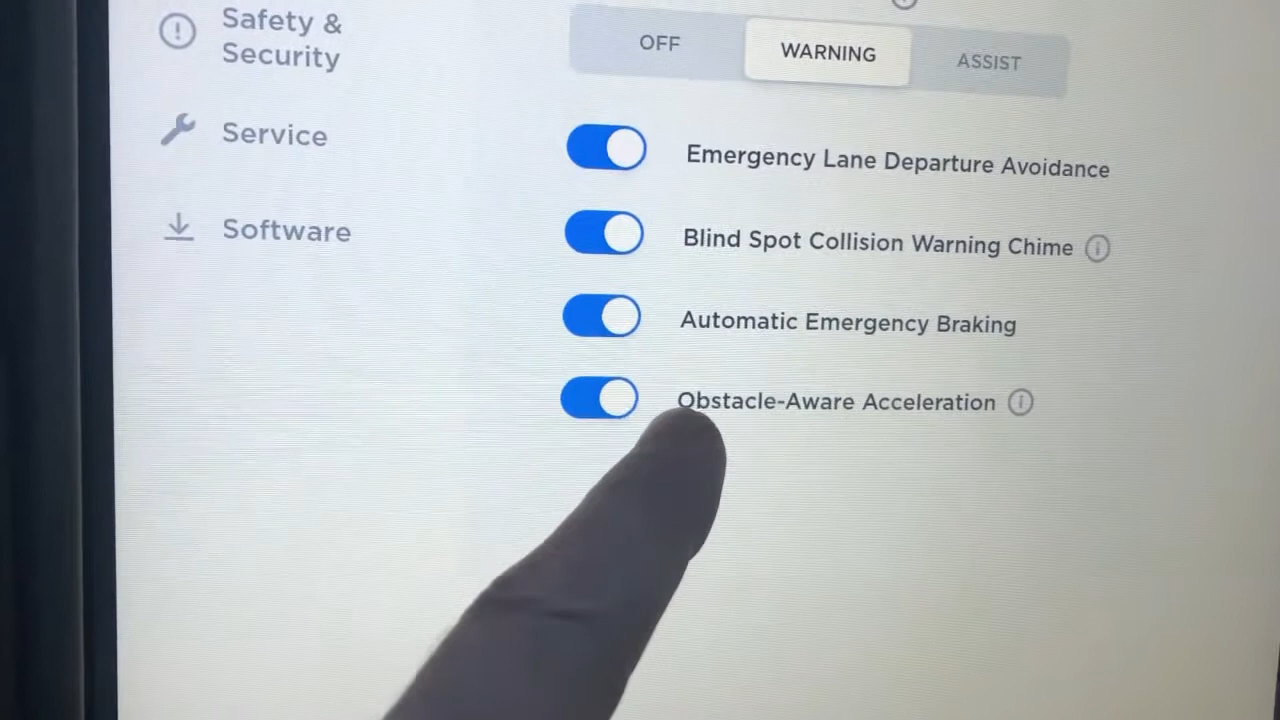 Safety &
Security
Service
Software
OFF WARNING ASSIST
Emergency Lane Departure Avoidance
Blind Spot Collision Warning Chime
Automatic Emergency Braking
Obstacle-Aware Acceleration